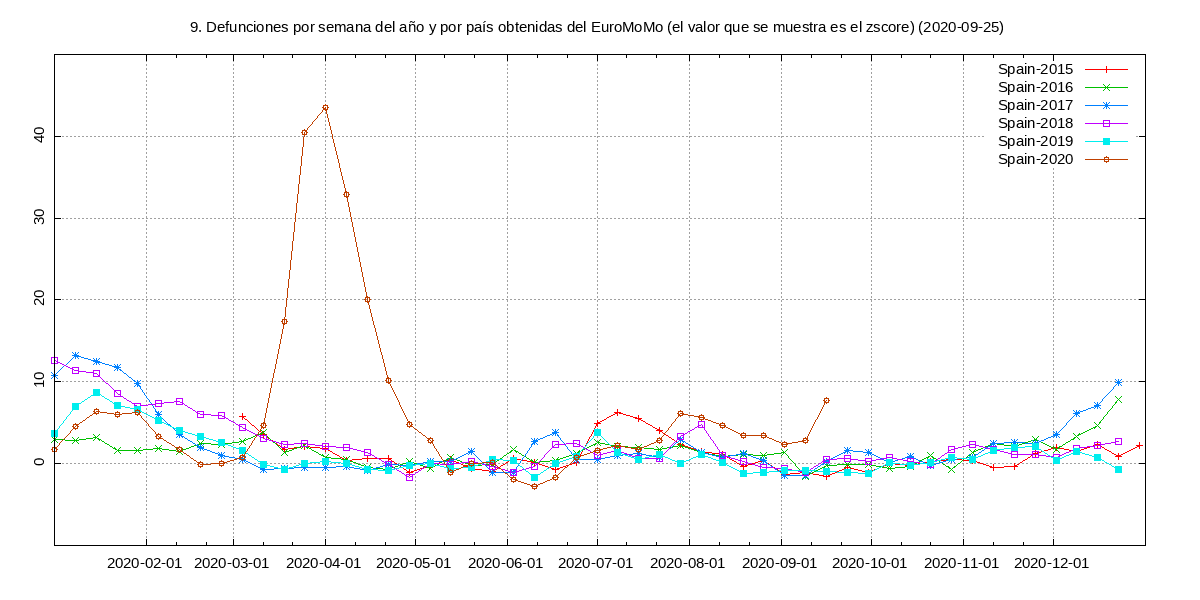 9. Defunciones por semana del año y por país obtenidas del EuroMoMo (el valor que se muestra es el zscore) (2020-09-25)
Spain-2015
Spain-2016
Spain-2017
Spain-2018
Spain-2019
Spain-2020
40
30
20
10
0
2020-02-01 2020-03-01 2020-04-01 2020-05-01 2020-06-01 2020-07-01 2020-08-01 2020-09-01 2020-10-01 2020-11-01 2020-12-01